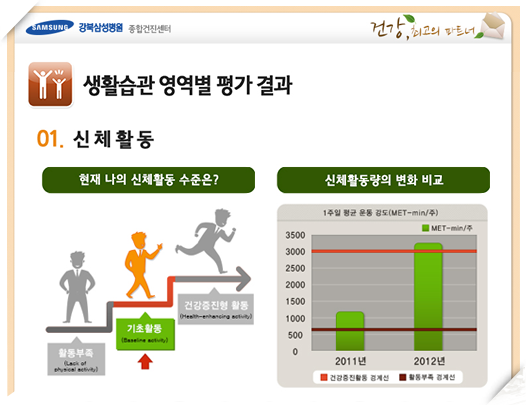 SAMSUNG 강북삼성병원 종합건진센터
건강, 최고의 파트너
생활습관 영역별 평가 결과
01. 신체활동
현재 나의 신체활동 수준은?
활동부족
(Lack of
physical activity)
기초활동
(Baseline activity)
건강증진형 활동
(Health-enhancing activity)
신체활동량의 변화 비교
1주일 평균 운동 강도(MET-min/주)
MET-min/주
3500
3000
2500
2000
1500
1000
500
0
2011년 2012년
건강증진활동 경계선 활동부족 경계선